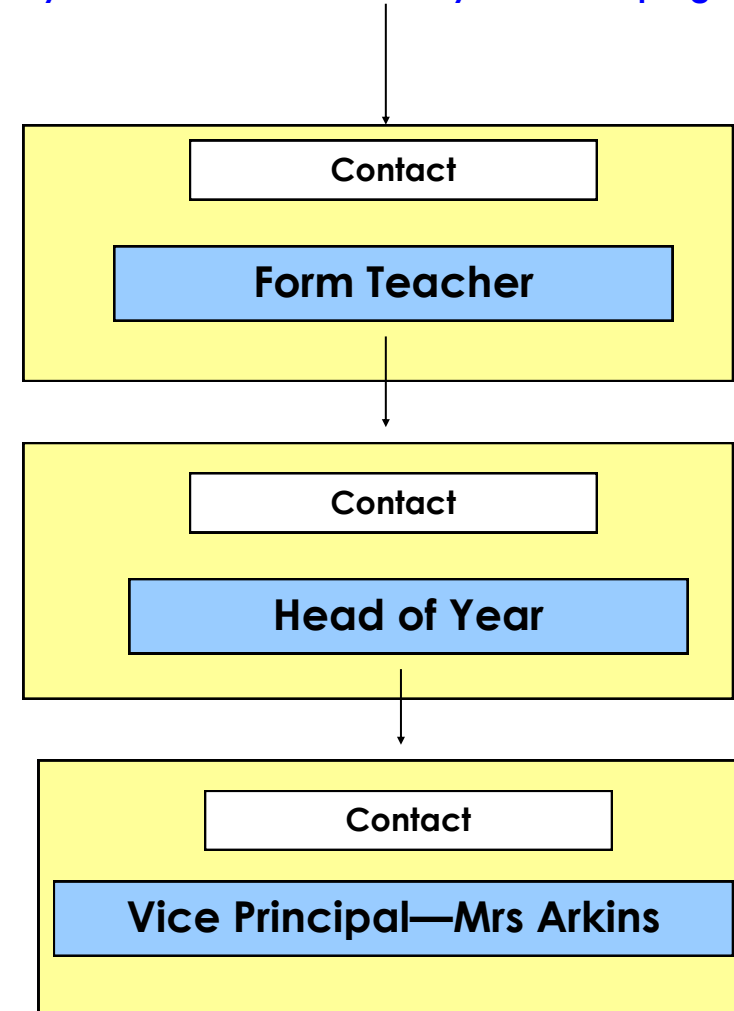 Contact
Form Teacher
Contact
Head of Year
Contact
Vice Principal—Mrs Arkins